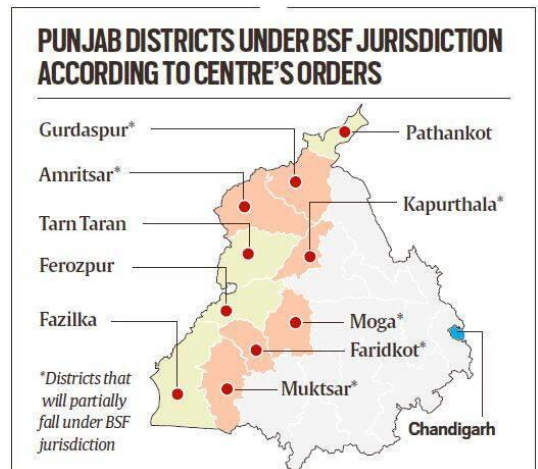 PUNJAB DISTRICTS UNDER BSF JURISDICTION
ACCORDING TO CENTRE'S ORDERS
Gurdaspur*
Pathankot
Amritsar*
Kapurthala*
Tarn Taran
Ferozpur
Fazilka
Moga*
Faridkot*
Muktsar*
*Districts that
will partially
fall under BSF
jurisdiction
Chandigarh